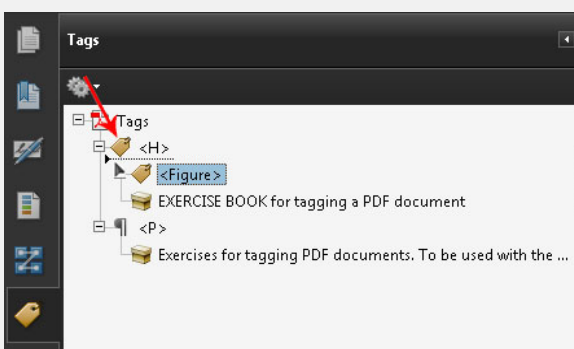 Tags
Tags
<H>
<Figure>
EXERCISE BOOK for tagging a PDF document
<P>
Exercises for tagging PDF documents. To be used with the ...